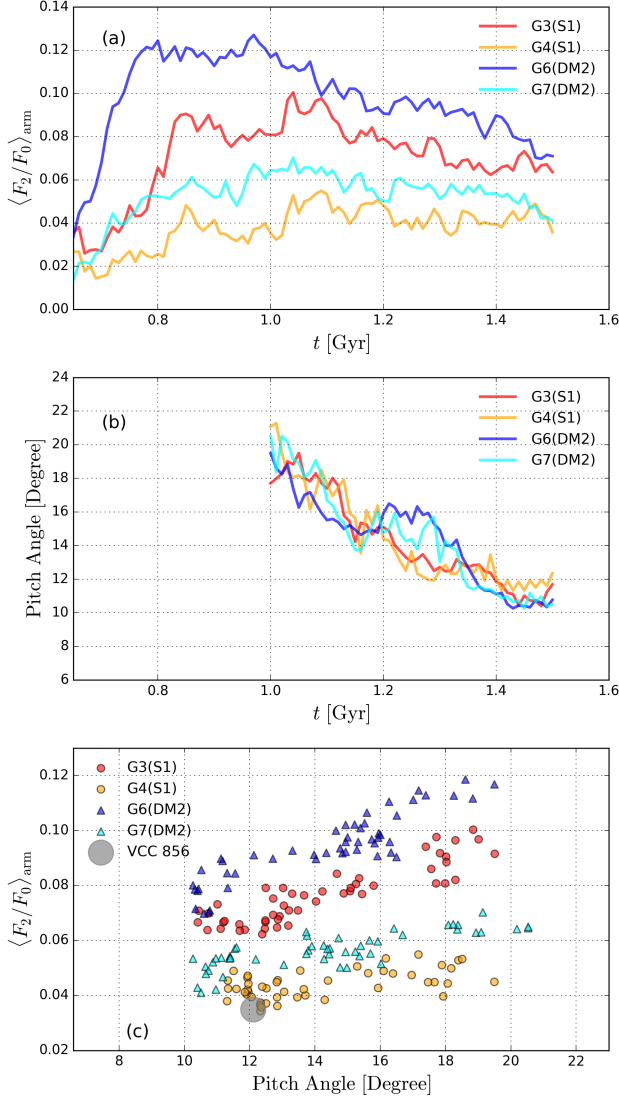 0.14
0.12
0.10
0.08
0.06
0.04
0.02
0.00
⟨F₂/F₀⟩arm
(a)
G3(S1)
G4(S1)
G6(DM2)
G7(DM2)
0.8 1.0 1.2 1.4 1.6
t [Gyr]
24
22
20
18
16
14
12
10
8
6
Pitch Angle [Degree]
(b)
G3(S1)
G4(S1)
G6(DM2)
G7(DM2)
0.8 1.0 1.2 1.4 1.6
t [Gyr]
0.12
0.10
0.08
0.06
0.04
0.02
⟨F₂/F₀⟩arm
G3(S1)
G4(S1)
G6(DM2)
G7(DM2)
VCC 856
(c)
8 10 12 14 16 18 20 22
Pitch Angle [Degree]